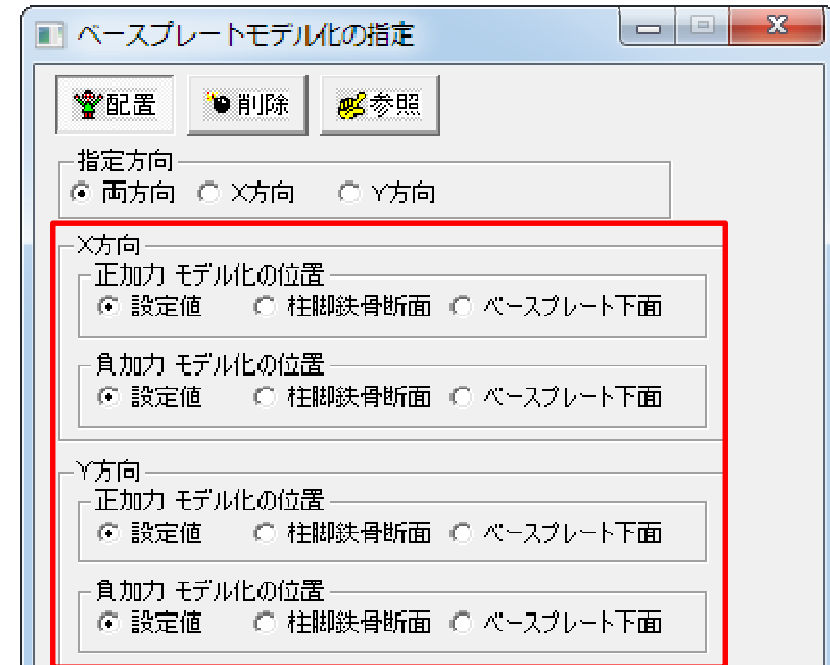 ベースプレートモデル化の指定
配置 削除 参照
指定方向
両方向 X方向 Y方向
X方向
正加力 モデル化の位置
設定値 柱脚鉄骨断面 ベースプレート下面
負加力 モデル化の位置
設定値 柱脚鉄骨断面 ベースプレート下面
Y方向
正加力 モデル化の位置
設定値 柱脚鉄骨断面 ベースプレート下面
負加力 モデル化の位置
設定値 柱脚鉄骨断面 ベースプレート下面